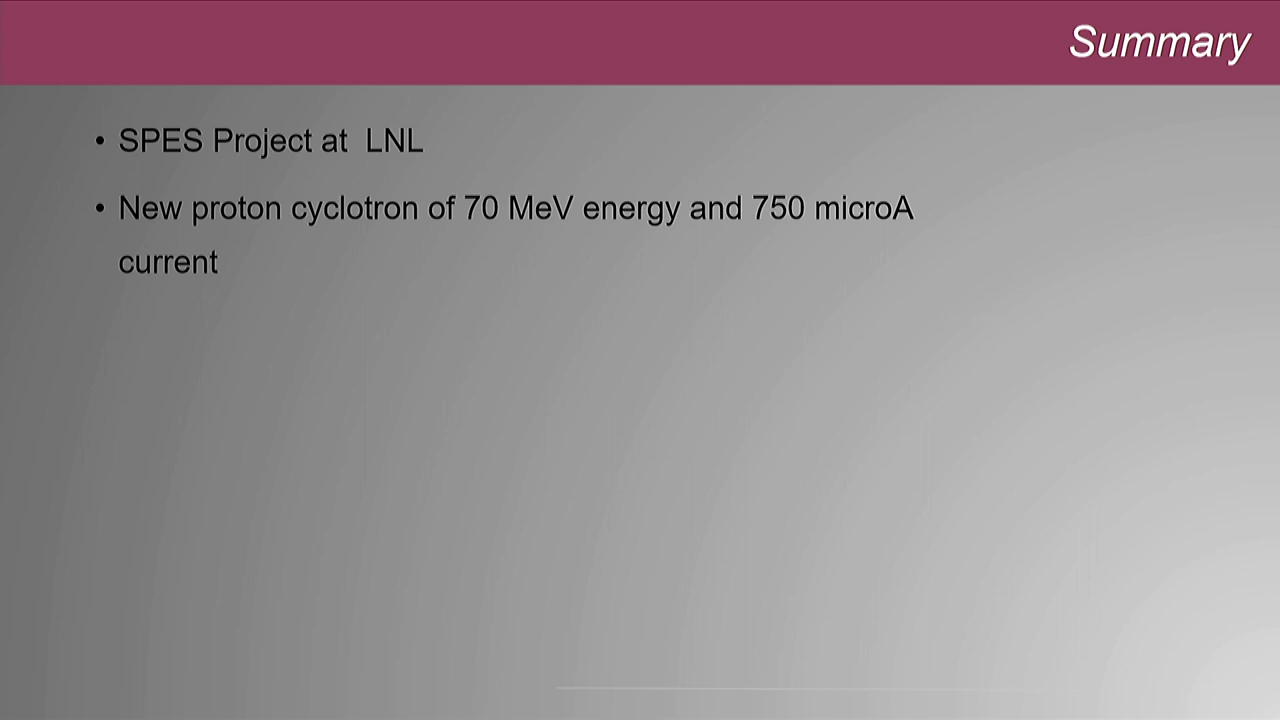 Summary
• SPES Project at  LNL
• New proton cyclotron of 70 MeV energy and 750 microA
current